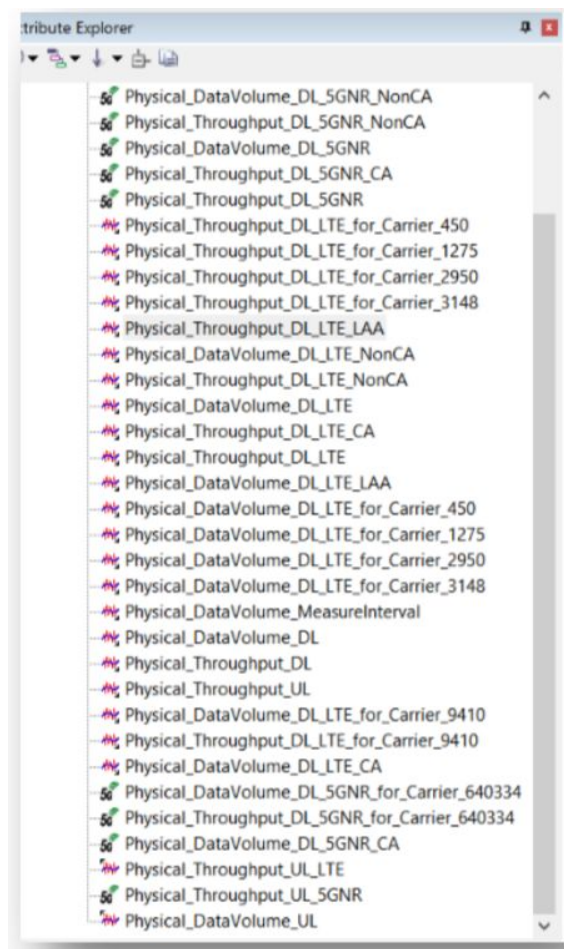 ttribute Explorer
Physical_DataVolume_DL_5GNR_NonCA
Physical_Throughput_DL_5GNR_NonCA
Physical_DataVolume_DL_5GNR
Physical_Throughput_DL_5GNR_CA
Physical_Throughput_DL_5GNR
Physical_Throughput_DL_LTE_for_Carrier_450
Physical_Throughput_DL_LTE_for_Carrier_1275
Physical_Throughput_DL_LTE_for_Carrier_2950
Physical_Throughput_DL_LTE_for_Carrier_3148
Physical_Throughput_DL_LTE_LAA
Physical_DataVolume_DL_LTE_NonCA
Physical_Throughput_DL_LTE_NonCA
Physical_DataVolume_DL_LTE
Physical_Throughput_DL_LTE_CA
Physical_Throughput_DL_LTE
Physical_DataVolume_DL_LTE_LAA
Physical_DataVolume_DL_LTE_for_Carrier_450
Physical_DataVolume_DL_LTE_for_Carrier_1275
Physical_DataVolume_DL_LTE_for_Carrier_2950
Physical_DataVolume_DL_LTE_for_Carrier_3148
Physical_DataVolume_MeasureInterval
Physical_DataVolume_DL
Physical_Throughput_DL
Physical_Throughput_UL
Physical_DataVolume_DL_LTE_for_Carrier_9410
Physical_Throughput_DL_LTE_for_Carrier_9410
Physical_DataVolume_DL_LTE_CA
Physical_DataVolume_DL_5GNR_for_Carrier_640334
Physical_Throughput_DL_5GNR_for_Carrier_640334
Physical_DataVolume_DL_5GNR_CA
Physical_Throughput_UL_LTE
Physical_Throughput_UL_5GNR
Physical_DataVolume_UL